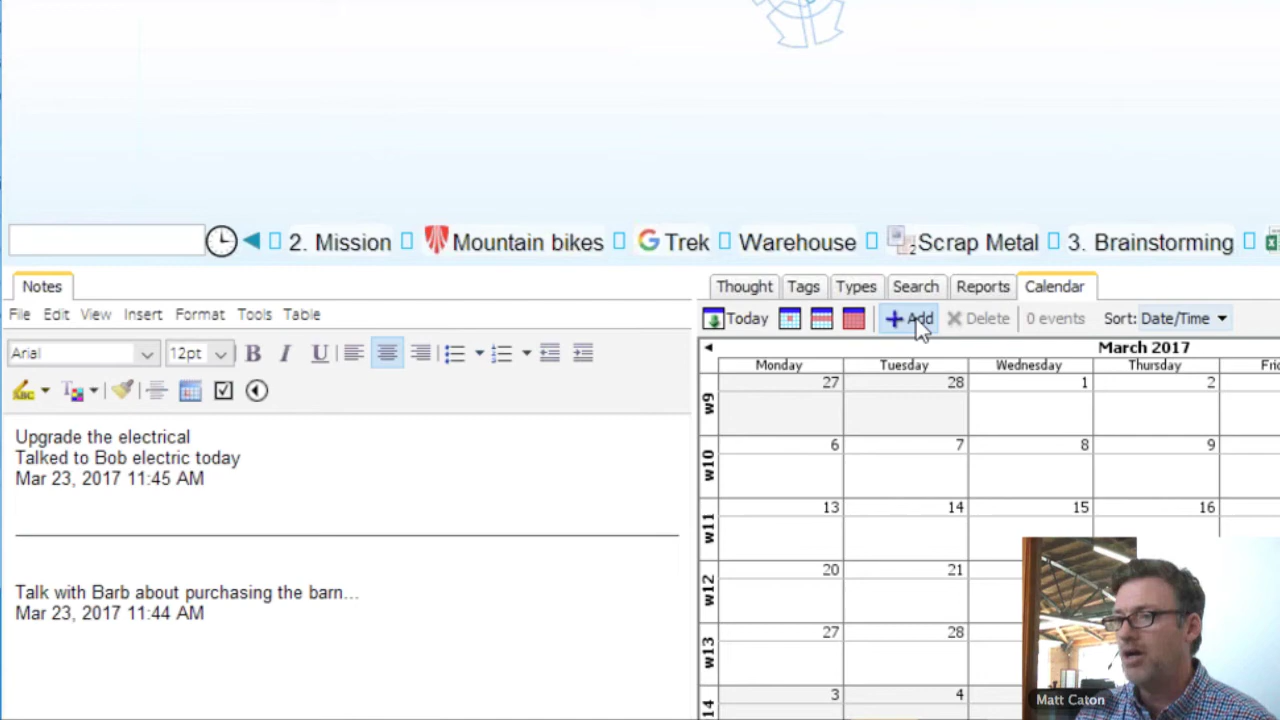 2. Mission Mountain bikes Trek Warehouse Scrap Metal 3. Brainstorming
Notes
File Edit View Insert Format Tools Table
Arial 12pt B I U
Upgrade the electrical
Talked to Bob electric today
Mar 23, 2017 11:45 AM
Talk with Barb about purchasing the barn...
Mar 23, 2017 11:44 AM
Thought Tags Types Search Reports Calendar
Today Add Delete 0 events Sort: Date/Time
March 2017
Monday Tuesday Wednesday Thursday
w9 27 28 1 2
w10 6 7 8 9
w11 13 14 15 16
w12 20 21
w13 27 28
14 3 4
Matt Caton